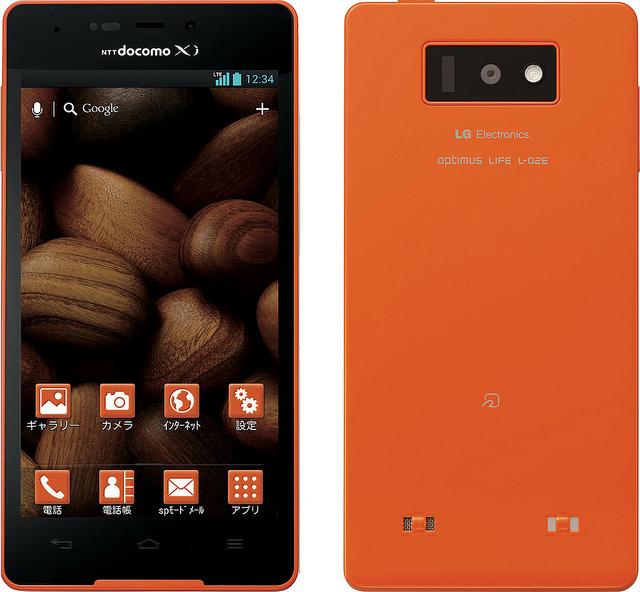 NTT docomo Xi
LTE 12:34
Google
ギャラリー カメラ インターネット 設定
電話 電話帳 spモードメール アプリ
LG Electronics
Optimus LIFE L-02E